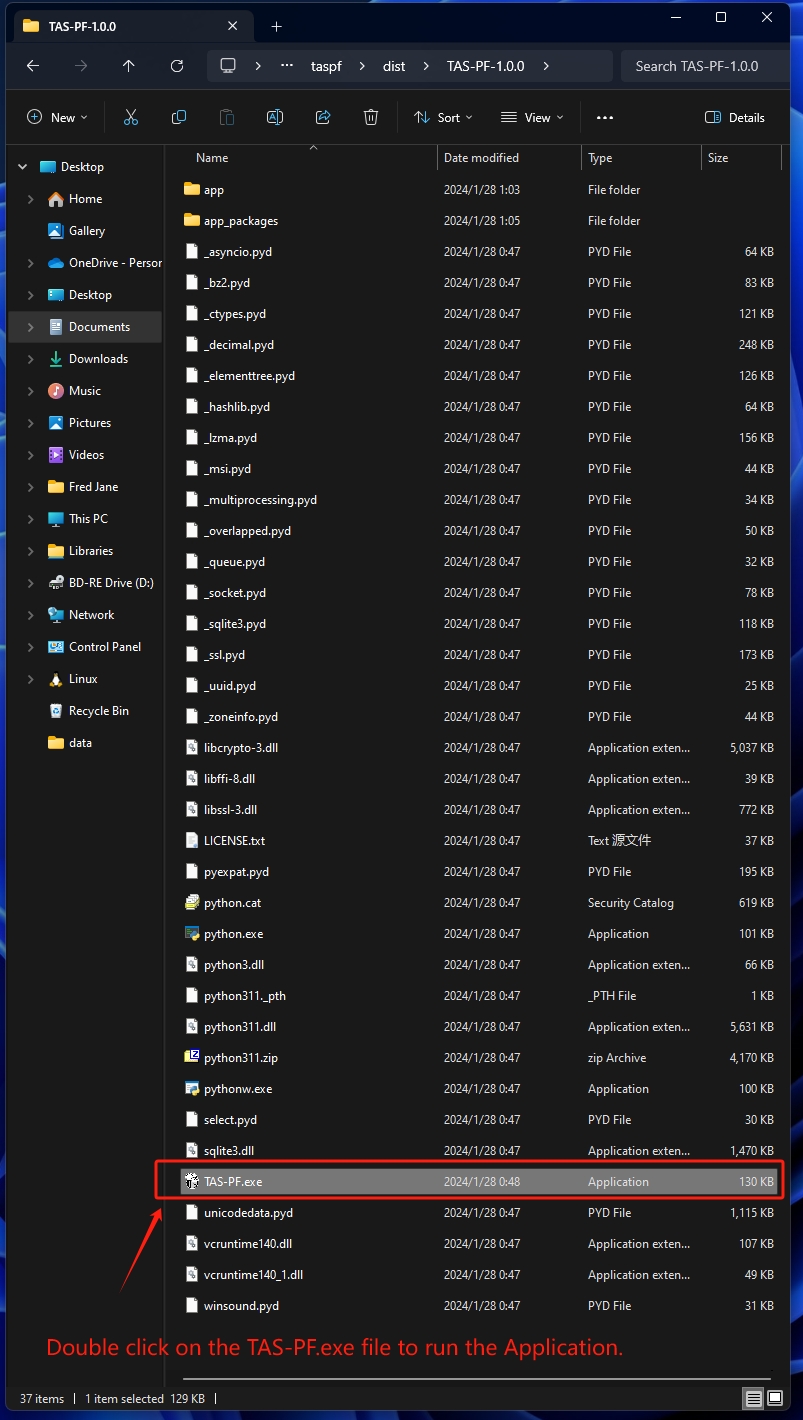 TAS-PF-1.0.0
taspf dist TAS-PF-1.0.0 Search TAS-PF-1.0.0
New Sort View Details
Desktop
Home
Gallery
OneDrive - Persor
Desktop
Documents
Downloads
Music
Pictures
Videos
Fred Jane
This PC
Libraries
BD-RE Drive (D:)
Network
Control Panel
Linux
Recycle Bin
data
Name Date modified Type Size
app 2024/1/28 1:03 File folder
app_packages 2024/1/28 1:05 File folder
_asyncio.pyd 2024/1/28 0:47 PYD File 64 KB
_bz2.pyd 2024/1/28 0:47 PYD File 83 KB
_ctypes.pyd 2024/1/28 0:47 PYD File 121 KB
_decimal.pyd 2024/1/28 0:47 PYD File 248 KB
_elementtree.pyd 2024/1/28 0:47 PYD File 126 KB
_hashlib.pyd 2024/1/28 0:47 PYD File 64 KB
_lzma.pyd 2024/1/28 0:47 PYD File 156 KB
_msi.pyd 2024/1/28 0:47 PYD File 44 KB
_multiprocessing.pyd 2024/1/28 0:47 PYD File 34 KB
_overlapped.pyd 2024/1/28 0:47 PYD File 50 KB
_queue.pyd 2024/1/28 0:47 PYD File 32 KB
_socket.pyd 2024/1/28 0:47 PYD File 78 KB
_sqlite3.pyd 2024/1/28 0:47 PYD File 118 KB
_ssl.pyd 2024/1/28 0:47 PYD File 173 KB
_uuid.pyd 2024/1/28 0:47 PYD File 25 KB
_zoneinfo.pyd 2024/1/28 0:47 PYD File 44 KB
libcrypto-3.dll 2024/1/28 0:47 Application exten... 5,037 KB
libffi-8.dll 2024/1/28 0:47 Application exten... 39 KB
libssl-3.dll 2024/1/28 0:47 Application exten... 772 KB
LICENSE.txt 2024/1/28 0:47 Text 源文件 37 KB
pyexpat.pyd 2024/1/28 0:47 PYD File 195 KB
python.cat 2024/1/28 0:47 Security Catalog 619 KB
python.exe 2024/1/28 0:47 Application 101 KB
python3.dll 2024/1/28 0:47 Application exten... 66 KB
python311._pth 2024/1/28 0:47 _PTH File 1 KB
python311.dll 2024/1/28 0:47 Application exten... 5,631 KB
python311.zip 2024/1/28 0:47 zip Archive 4,170 KB
pythonw.exe 2024/1/28 0:47 Application 100 KB
select.pyd 2024/1/28 0:47 PYD File 30 KB
sqlite3.dll 2024/1/28 0:47 Application exten... 1,470 KB
TAS-PF.exe 2024/1/28 0:48 Application 130 KB
unicodedata.pyd 2024/1/28 0:47 PYD File 1,115 KB
vcruntime140.dll 2024/1/28 0:47 Application exten... 107 KB
vcruntime140_1.dll 2024/1/28 0:47 Application exten... 49 KB
winsound.pyd 2024/1/28 0:47 PYD File 31 KB
Double click on the TAS-PF.exe file to run the Application.
37 items 1 item selected 129 KB